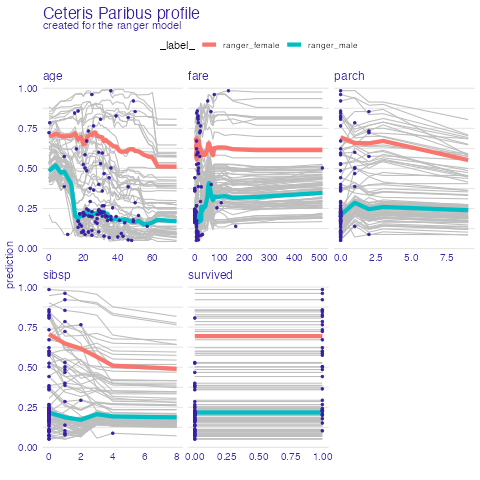 Ceteris Paribus profile
created for the ranger model
_label_ ranger_female ranger_male
age fare parch
1.00
0.75
0.50
0.25
0.00
0 20 40 60 0 100 200 300 400 500 0.0 2.5 5.0 7.5
prediction
sibsp survived
1.00
0.75
0.50
0.25
0.00
0 2 4 6 8 0.00 0.25 0.50 0.75 1.00